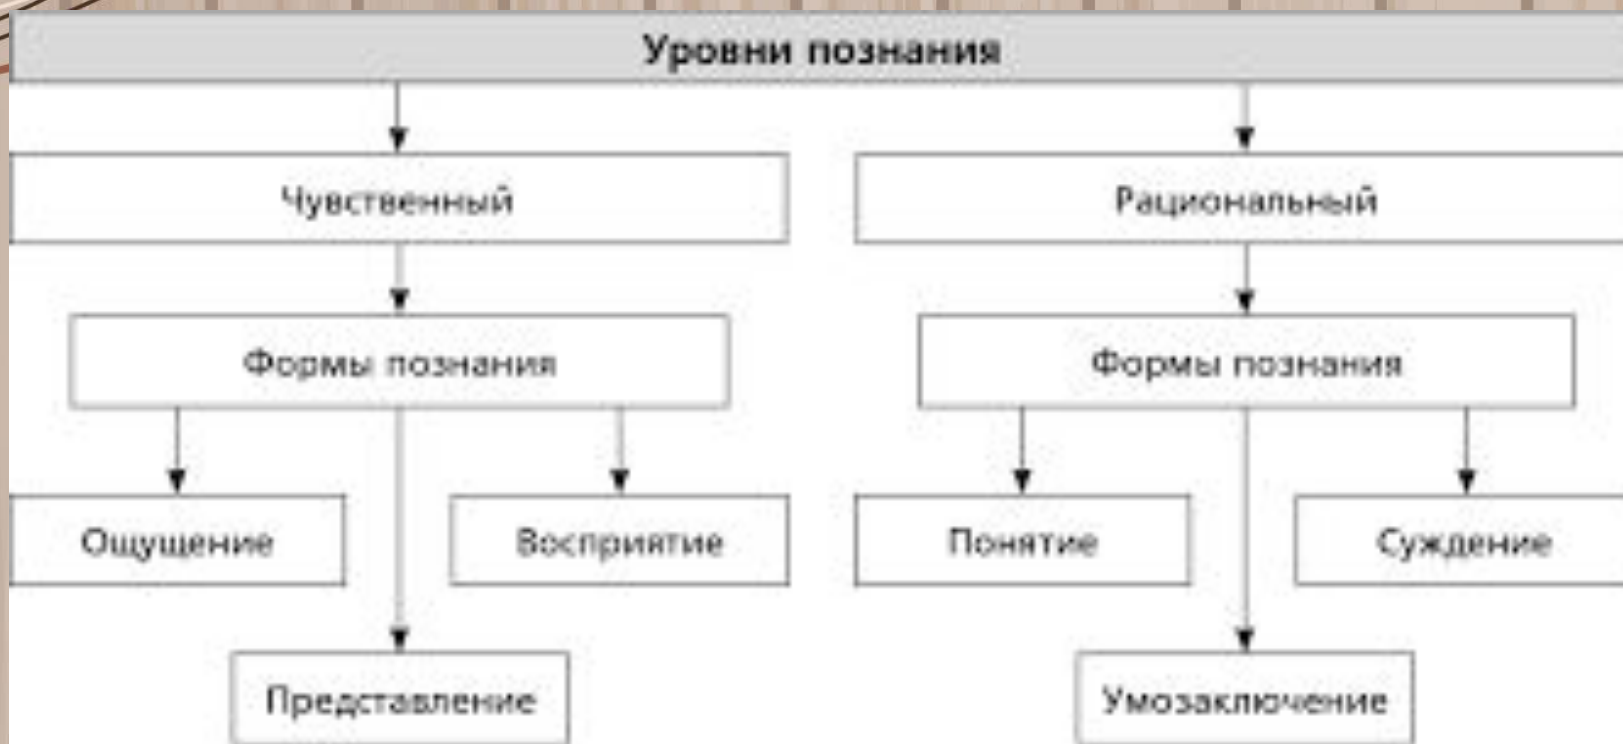 Уровни познания
Чувственный
Рациональный
Формы познания
Формы познания
Ощущение
Восприятие
Понятие
Суждение
Представление
Умозаключение